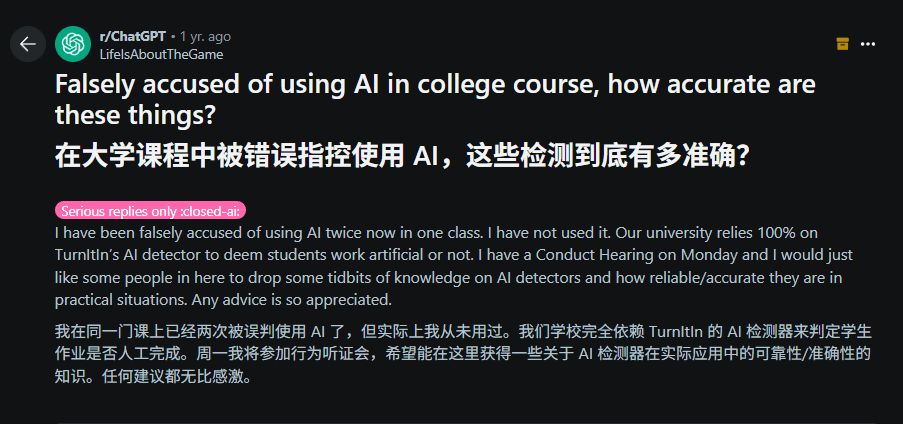 r/ChatGPT • 1 yr. ago
LifeIsAboutTheGame
Falsely accused of using AI in college course, how accurate are
these things?
在大学课程中被错误指控使用 AI，这些检测到底有多准确？
Serious replies only :closed-ai:
I have been falsely accused of using AI twice now in one class. I have not used it. Our university relies 100% on
TurnItIn’s AI detector to deem students work artificial or not. I have a Conduct Hearing on Monday and I would just
like some people in here to drop some tidbits of knowledge on AI detectors and how reliable/accurate they are in
practical situations. Any advice is so appreciated.
我在同一门课上已经两次被误判使用 AI 了，但实际上我从未用过。我们学校完全依赖 TurnItIn 的 AI 检测器来判定学生
作业是否人工完成。周一我将参加行为听证会，希望能在这里获得一些关于 AI 检测器在实际应用中的可靠性/准确性的
知识。任何建议都无比感激。